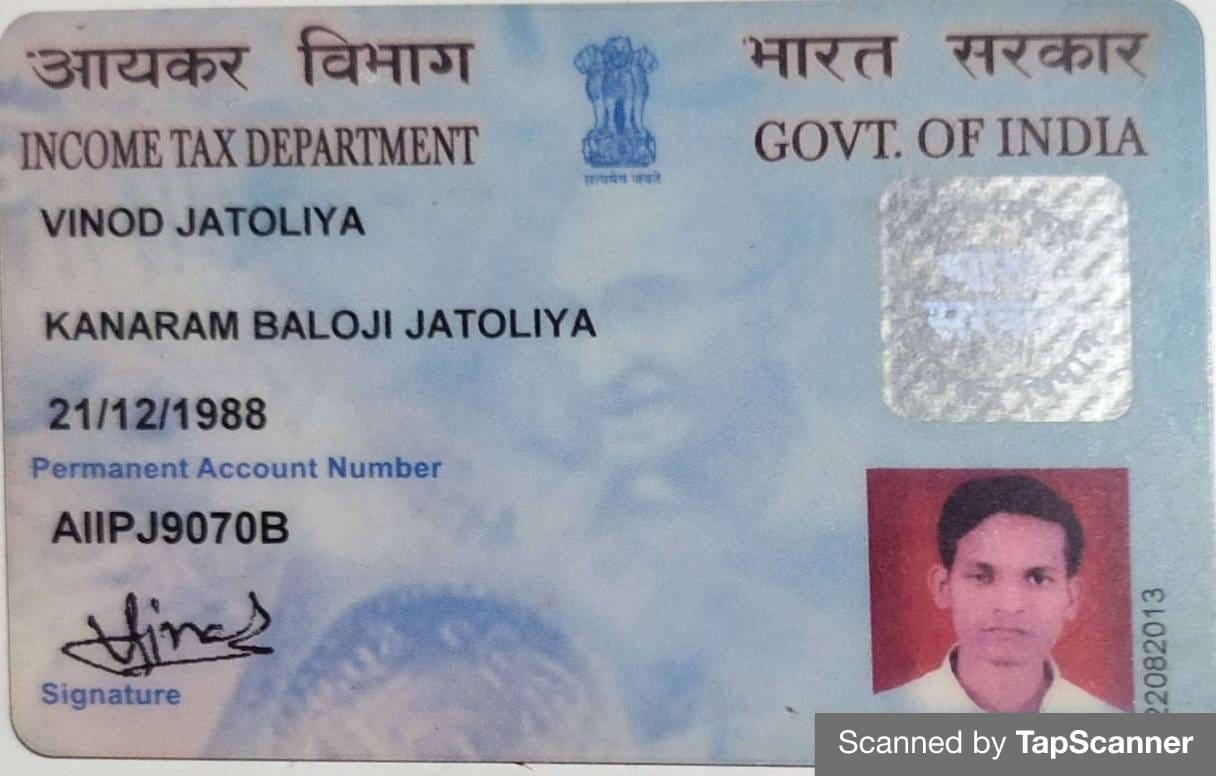 आयकर विभाग
INCOME TAX DEPARTMENT
सत्यमेव जयते
भारत सरकार
GOVT. OF INDIA
VINOD JATOLIYA
KANARAM BALOJI JATOLIYA
21/12/1988
Permanent Account Number
AIIPJ9070B
Signature
22082013
Scanned by TapScanner